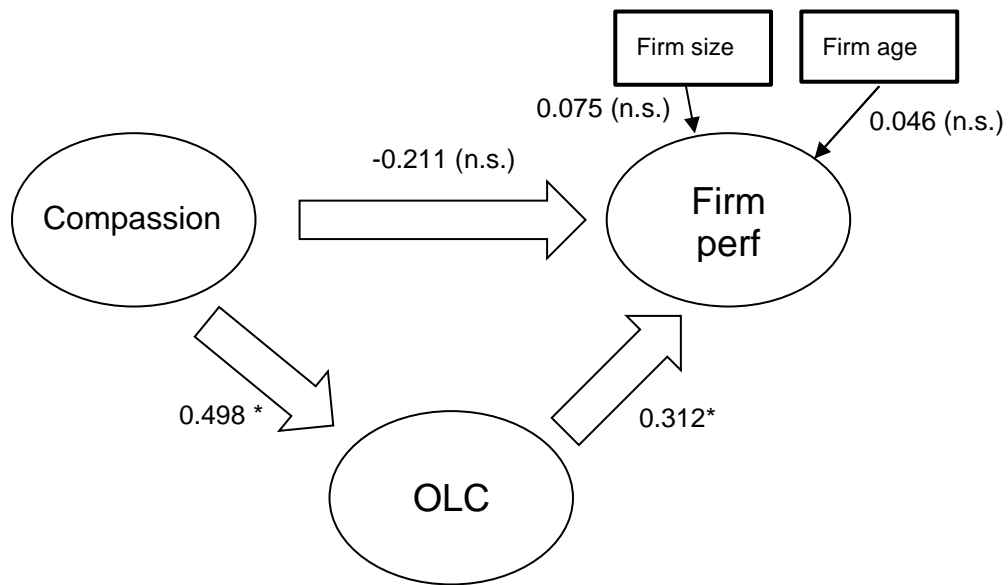 Firm size
Firm age
0.075 (n.s.)
0.046 (n.s.)
-0.211 (n.s.)
Compassion
Firm
perf
0.498 *
0.312*
OLC